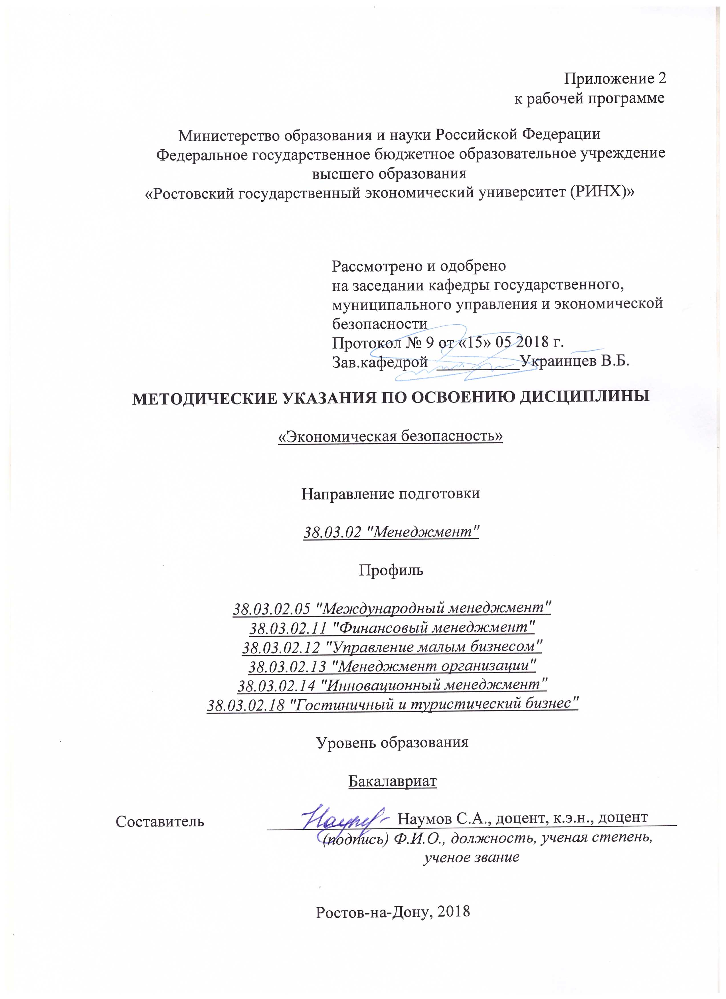 Приложение 2
к рабочей программе
Министерство образования и науки Российской Федерации
Федеральное государственное бюджетное образовательное учреждение
высшего образования
«Ростовский государственный экономический университет (РИНХ)»
Рассмотрено и одобрено
на заседании кафедры государственного,
муниципального управления и экономической
безопасности
Протокол № 9 от «15» 05 2018 г.
Зав.кафедрой __________Украинцев В.Б.
МЕТОДИЧЕСКИЕ УКАЗАНИЯ ПО ОСВОЕНИЮ ДИСЦИПЛИНЫ
«Экономическая безопасность»
Направление подготовки
38.03.02 "Менеджмент"
Профиль
38.03.02.05 "Международный менеджмент"
38.03.02.11 "Финансовый менеджмент"
38.03.02.12 "Управление малым бизнесом"
38.03.02.13 "Менеджмент организации"
38.03.02.14 "Инновационный менеджмент"
38.03.02.18 "Гостиничный и туристический бизнес"
Уровень образования
Бакалавриат
Составитель Наумов С.А., доцент, к.э.н., доцент
(подпись) Ф.И.О., должность, ученая степень,
ученое звание
Ростов-на-Дону, 2018